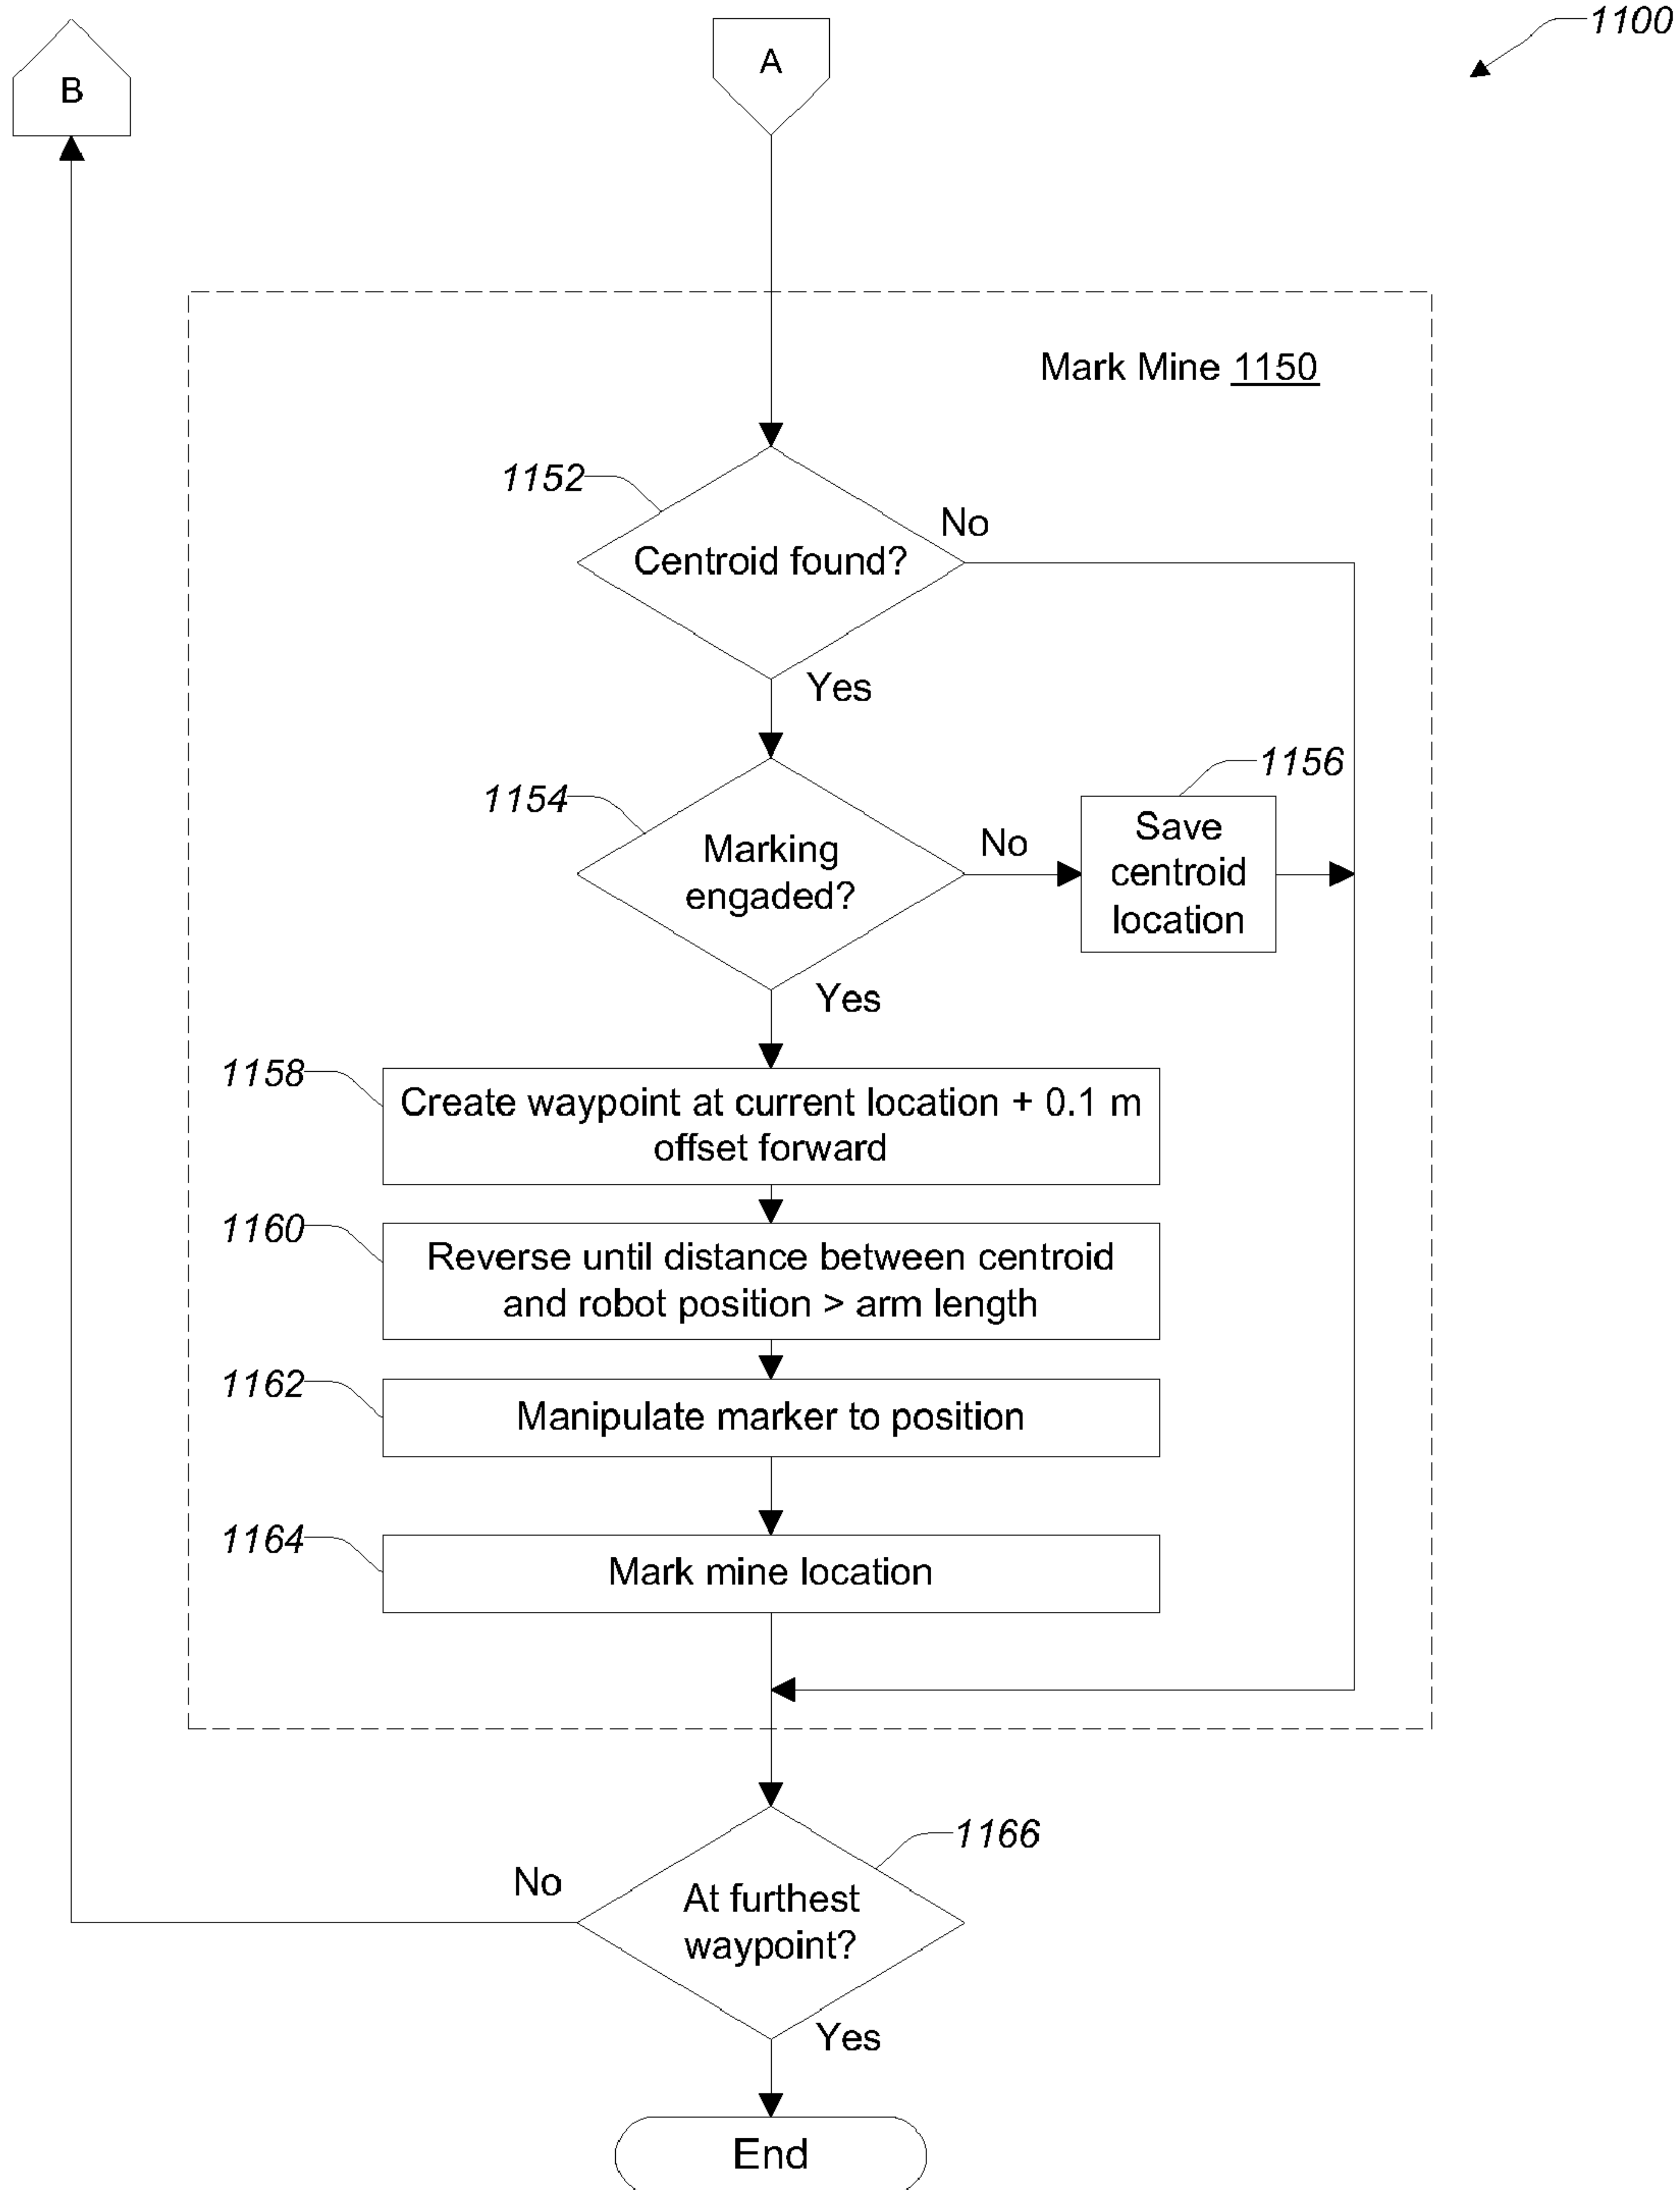 1100
B
A
Mark Mine 1150
1152
No
Centroid found?
Yes
1156
1154
Marking
engaded?
No
Save
centroid
location
Yes
1158
Create waypoint at current location + 0.1 m
offset forward
1160
Reverse until distance between centroid
and robot position > arm length
1162
Manipulate marker to position
1164
Mark mine location
1166
No
At furthest
waypoint?
Yes
End